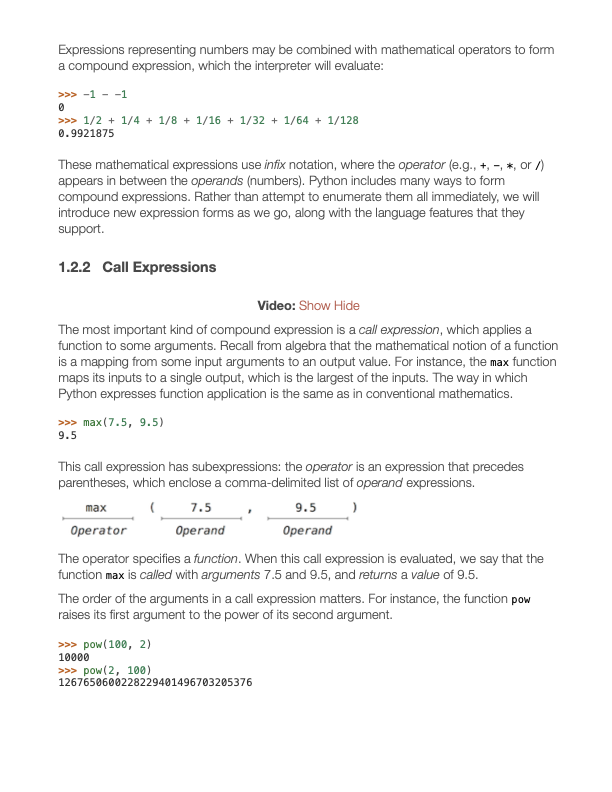 Expressions representing numbers may be combined with mathematical operators to form
a compound expression, which the interpreter will evaluate:
>>> -1 - -1
0
>>> 1/2 + 1/4 + 1/8 + 1/16 + 1/32 + 1/64 + 1/128
0.9921875
These mathematical expressions use infix notation, where the operator (e.g., +, -, *, or /)
appears in between the operands (numbers). Python includes many ways to form
compound expressions. Rather than attempt to enumerate them all immediately, we will
introduce new expression forms as we go, along with the language features that they
support.
1.2.2 Call Expressions
Video: Show Hide
The most important kind of compound expression is a call expression, which applies a
function to some arguments. Recall from algebra that the mathematical notion of a function
is a mapping from some input arguments to an output value. For instance, the max function
maps its inputs to a single output, which is the largest of the inputs. The way in which
Python expresses function application is the same as in conventional mathematics.
>>> max(7.5, 9.5)
9.5
This call expression has subexpressions: the operator is an expression that precedes
parentheses, which enclose a comma-delimited list of operand expressions.
max ( 7.5 , 9.5 )
Operator Operand Operand
The operator specifies a function. When this call expression is evaluated, we say that the
function max is called with arguments 7.5 and 9.5, and returns a value of 9.5.
The order of the arguments in a call expression matters. For instance, the function pow
raises its first argument to the power of its second argument.
>>> pow(100, 2)
10000
>>> pow(2, 100)
1267650600228229401496703205376